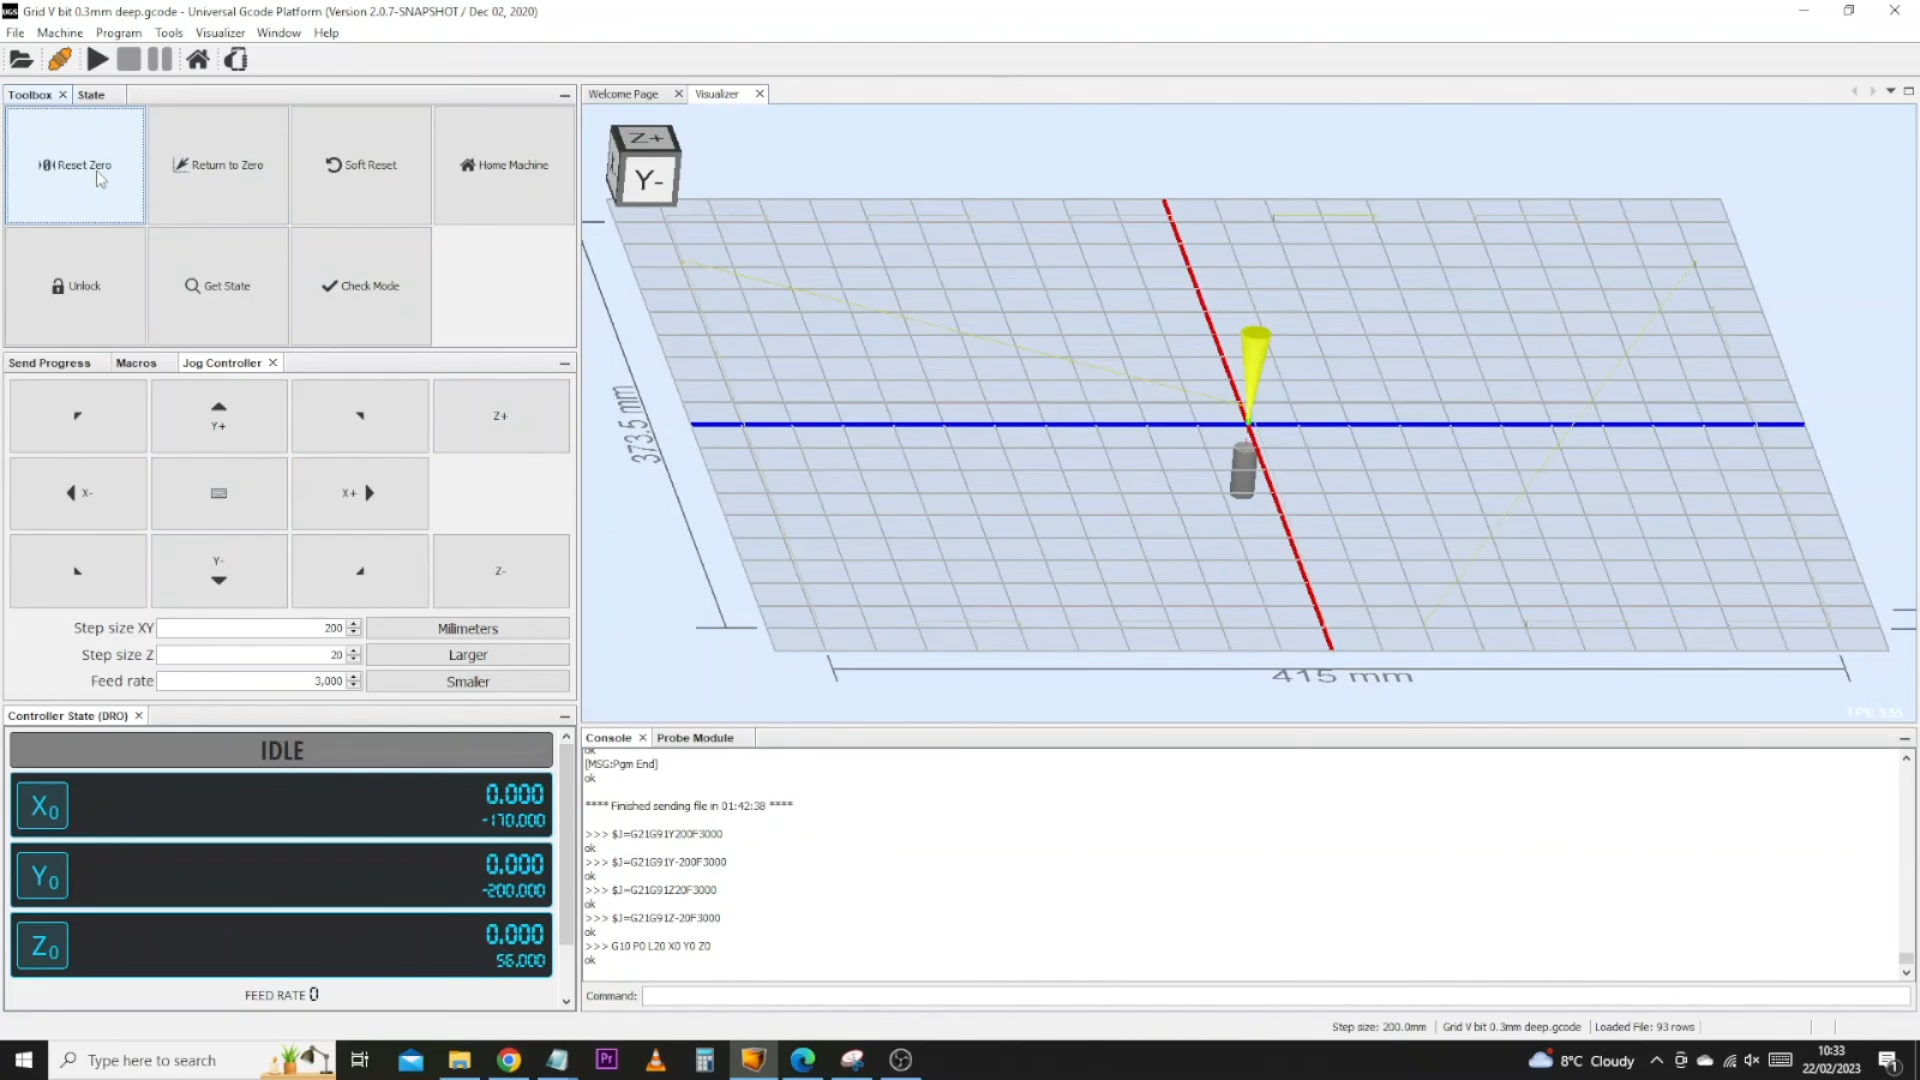 UGS Grid V bit 0.3mm deep.gcode - Universal Gcode Platform (Version 2.0.7-SNAPSHOT / Dec 02, 2020)
File Machine Program Tools Visualizer Window Help
Toolbox State
Reset Zero Return to Zero Soft Reset Home Machine
Unlock Get State Check Mode
Send Progress Macros Jog Controller
Y+ Z+
X- X+
Y- Z-
Step size XY 200 Milimeters
Step size Z 20 Larger
Feed rate 3,000 Smaller
Controller State (DRO)
IDLE
X0 0.000
-170.000
Y0 0.000
-200.000
Z0 0.000
56.000
FEED RATE 0
Welcome Page Visualizer
Z+
Y-
373.5 mm
415 mm
Console Probe Module
ok
[MSG:Pgm End]
ok
**** Finished sending file in 01:42:38 ****
>>> $J=G21G91Y200F3000
ok
>>> $J=G21G91Y-200F3000
ok
>>> $J=G21G91Z20F3000
ok
>>> $J=G21G91Z-20F3000
ok
>>> G10 P0 L20 X0 Y0 Z0
ok
Command:
Step size: 200.0mm Grid V bit 0.3mm deep.gcode Loaded File: 93 rows
Type here to search
Pr
8°C Cloudy
10:33
22/02/2023
1